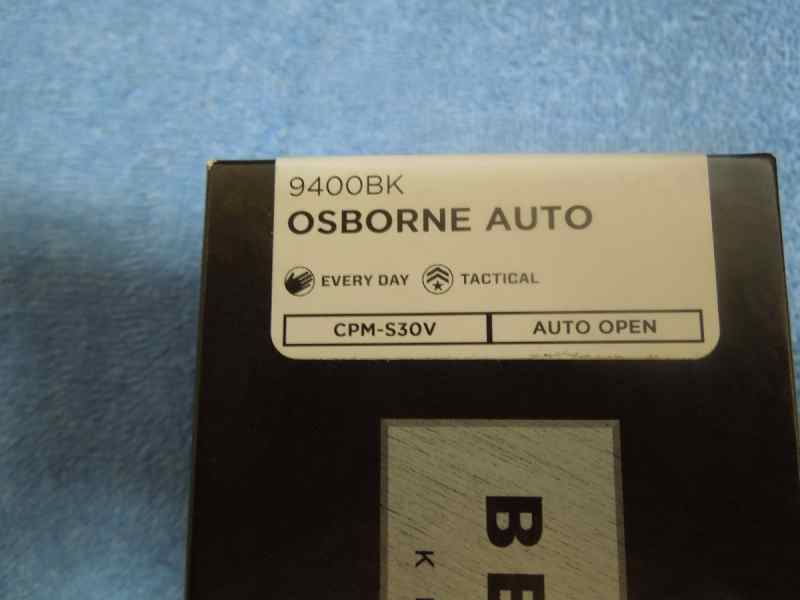 9400BK
OSBORNE AUTO
EVERY DAY TACTICAL
CPM-S30V AUTO OPEN
BE
K